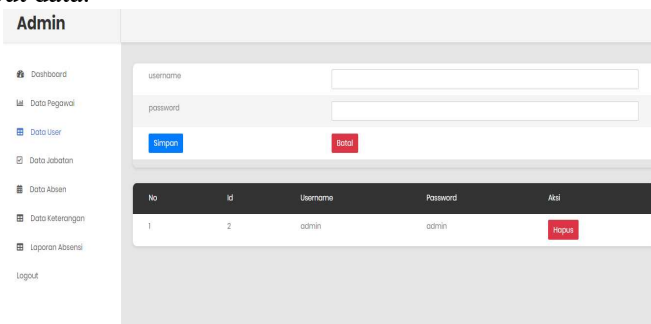 Admin
Dashboard
Data Pegawai
Data User
Data Jabatan
Data Absen
Data Keterangan
Laporan Absensi
Logout
username
password
Simpan Batal
No Id Username Password Aksi
1 2 admin admin Hapus